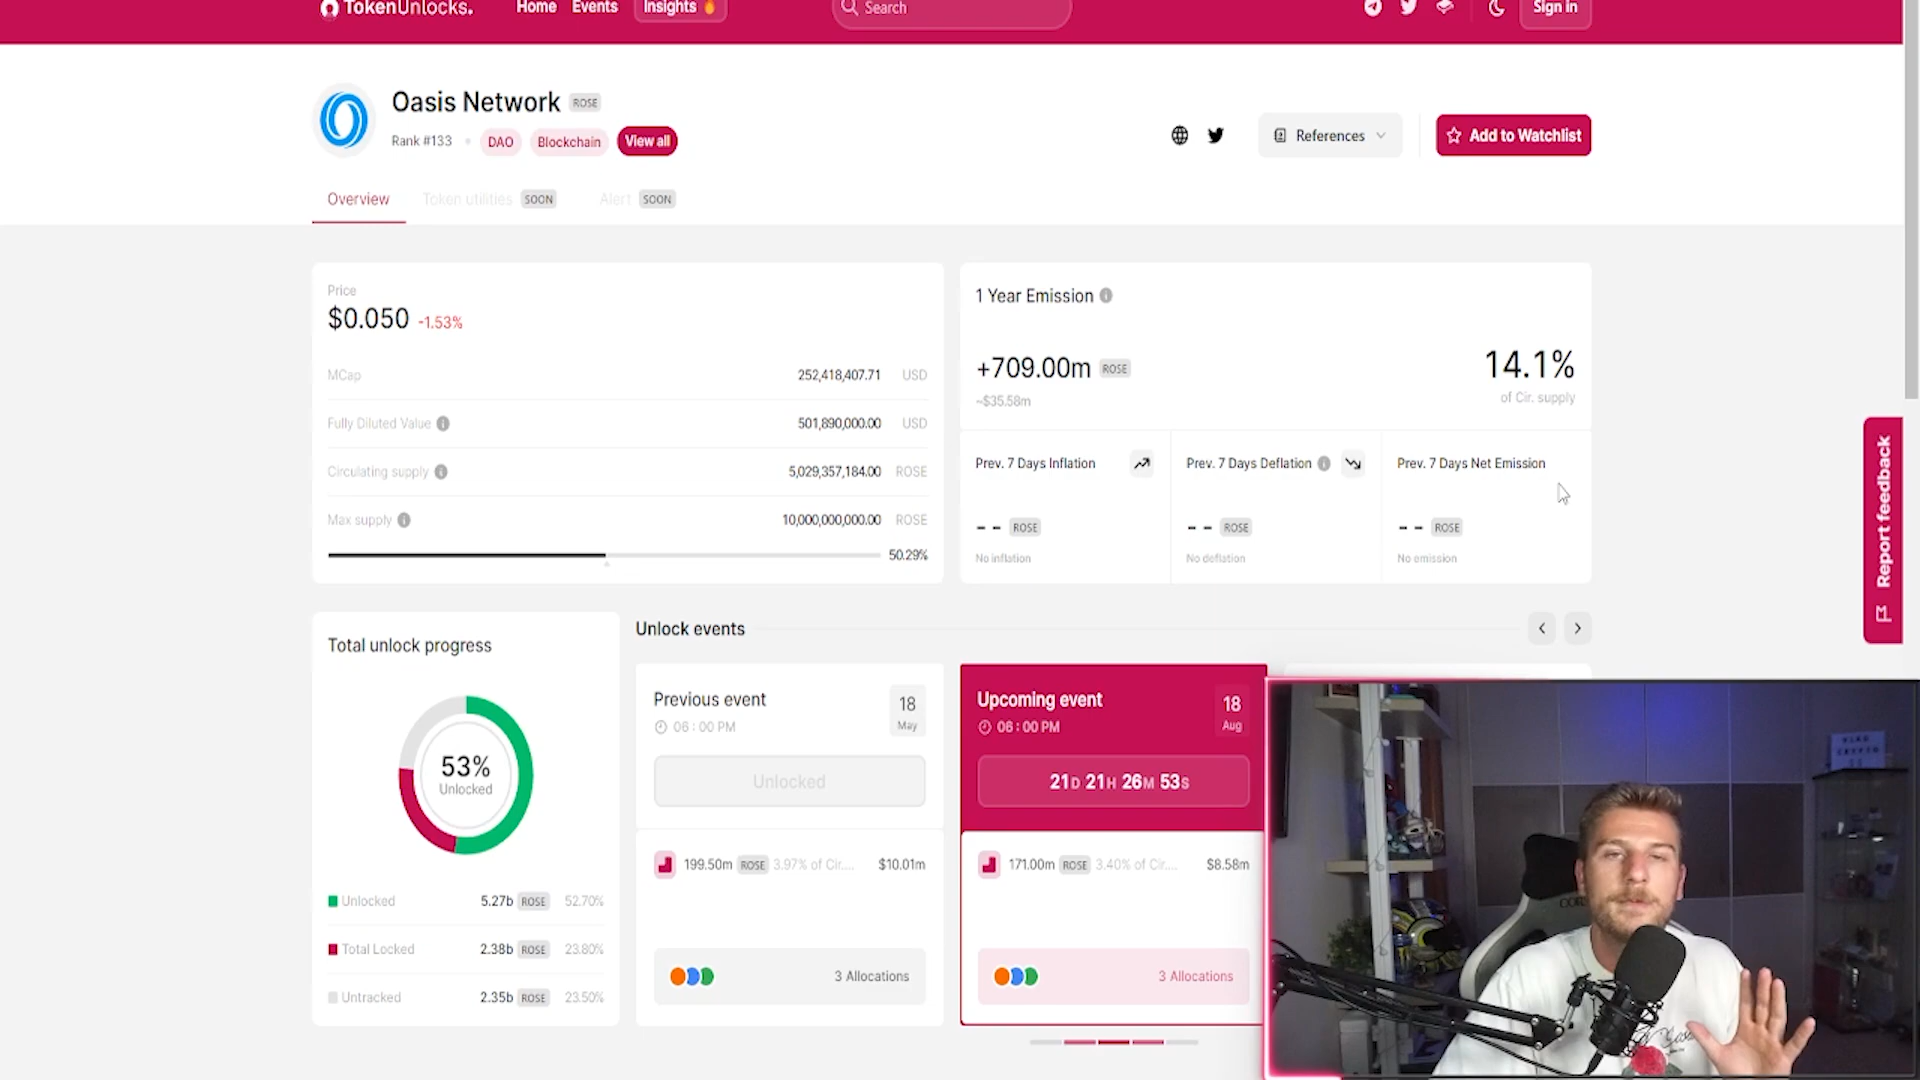 TokenUnlocks.
Home
Events
Insights
Search
Sign in
Oasis Network ROSE
Rank #133 • DAO Blockchain View all
References
Add to Watchlist
Overview
Token utilities SOON
Alert SOON
Price
$0.050 -1.53%
MCap 252,418,407.71 USD
Fully Diluted Value 501,890,000.00 USD
Circulating supply 5,029,357,184.00 ROSE
Max supply 10,000,000,000.00 ROSE
50.29%
1 Year Emission
+709.00m ROSE 14.1%
~$35.58m of Cir. supply
Prev. 7 Days Inflation
-- ROSE
No inflation
Prev. 7 Days Deflation
-- ROSE
No deflation
Prev. 7 Days Net Emission
-- ROSE
No emission
Report feedback
Total unlock progress
53%
Unlocked
Unlocked 5.27b ROSE 52.70%
Total Locked 2.38b ROSE 23.80%
Untracked 2.35b ROSE 23.50%
Unlock events
Previous event 18
06 : 00 PM May
Unlocked
199.50m ROSE 3.97% of Cir.... $10.01m
3 Allocations
Upcoming event 18
06 : 00 PM Aug
21D 21H 26M 53S
171.00m ROSE 3.40% of Cir.... $8.58m
3 Allocations